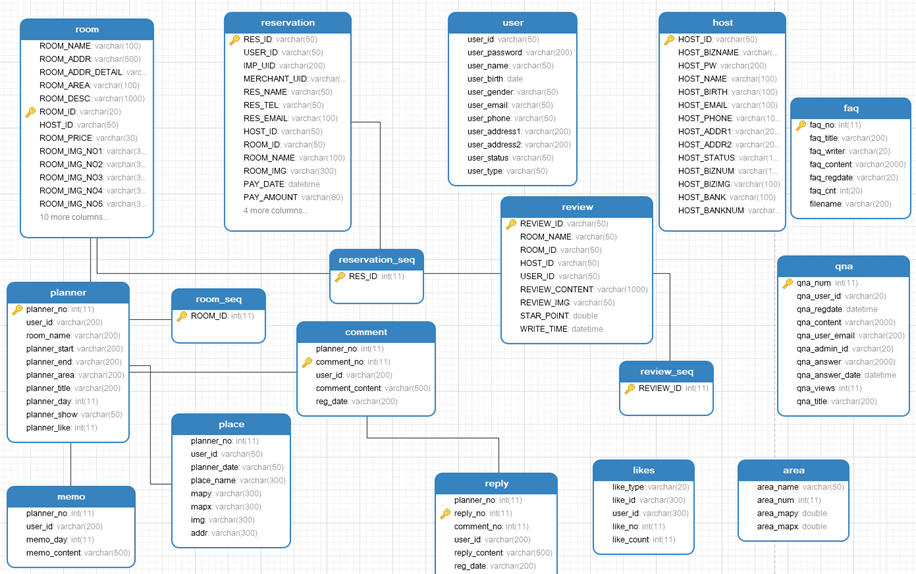 room
ROOM_NAME: varchar(100)
ROOM_ADDR: varchar(500)
ROOM_ADDR_DETAIL: varc...
ROOM_AREA: varchar(100)
ROOM_DESC: varchar(1000)
ROOM_ID: varchar(20)
HOST_ID: varchar(50)
ROOM_PRICE: varchar(30)
ROOM_IMG_NO1: varchar(3...
ROOM_IMG_NO2: varchar(3...
ROOM_IMG_NO3: varchar(3...
ROOM_IMG_NO4: varchar(3...
ROOM_IMG_NO5: varchar(3...
10 more columns...
reservation
RES_ID: varchar(50)
USER_ID: varchar(50)
IMP_UID: varchar(200)
MERCHANT_UID: varchar(...
RES_NAME: varchar(50)
RES_TEL: varchar(50)
RES_EMAIL: varchar(100)
HOST_ID: varchar(50)
ROOM_ID: varchar(50)
ROOM_NAME: varchar(100)
ROOM_IMG: varchar(300)
PAY_DATE: datetime
PAY_AMOUNT: varchar(60)
4 more columns...
user
user_id: varchar(50)
user_password: varchar(200)
user_name: varchar(50)
user_birth: date
user_gender: varchar(50)
user_email: varchar(50)
user_phone: varchar(50)
user_address1: varchar(200)
user_address2: varchar(200)
user_status: varchar(50)
user_type: varchar(50)
host
HOST_ID: varchar(50)
HOST_BIZNAME: varchar(...
HOST_PW: varchar(200)
HOST_NAME: varchar(100)
HOST_BIRTH: varchar(100)
HOST_EMAIL: varchar(100)
HOST_PHONE: varchar(10...
HOST_ADDR1: varchar(20...
HOST_ADDR2: varchar(20...
HOST_STATUS: varchar(1...
HOST_BIZNUM: varchar(1...
HOST_BIZIMG: varchar(100)
HOST_BANK: varchar(100)
HOST_BANKNUM: varchar...
faq
faq_no: int(11)
faq_title: varchar(200)
faq_writer: varchar(20)
faq_content: varchar(2000)
faq_regdate: varchar(20)
faq_cnt: int(20)
filename: varchar(200)
review
REVIEW_ID: varchar(50)
ROOM_NAME: varchar(50)
ROOM_ID: varchar(50)
HOST_ID: varchar(50)
USER_ID: varchar(50)
REVIEW_CONTENT: varchar(1000)
REVIEW_IMG: varchar(50)
STAR_POINT: double
WRITE_TIME: datetime
reservation_seq
RES_ID: int(11)
qna
qna_num: int(11)
qna_user_id: varchar(20)
qna_regdate: datetime
qna_content: varchar(2000)
qna_user_email: varchar(200)
qna_admin_id: varchar(20)
qna_answer: varchar(2000)
qna_answer_date: datetime
qna_views: int(11)
qna_title: varchar(200)
planner
planner_no: int(11)
user_id: varchar(200)
room_name: varchar(200)
planner_start: varchar(200)
planner_end: varchar(200)
planner_area: varchar(200)
planner_title: varchar(200)
planner_day: int(11)
planner_show: varchar(50)
planner_like: int(11)
room_seq
ROOM_ID: int(11)
comment
planner_no: int(11)
comment_no: int(11)
user_id: varchar(200)
comment_content: varchar(500)
reg_date: varchar(200)
review_seq
REVIEW_ID: int(11)
place
planner_no: int(11)
user_id: varchar(50)
planner_date: varchar(50)
place_name: varchar(300)
mapy: varchar(300)
mapx: varchar(300)
img: varchar(300)
addr: varchar(300)
memo
planner_no: int(11)
user_id: varchar(200)
memo_day: int(11)
memo_content: varchar(500)
reply
planner_no: int(11)
reply_no: int(11)
comment_no: int(11)
user_id: varchar(200)
reply_content: varchar(500)
reg_date: varchar(200)
likes
like_type: varchar(20)
like_id: varchar(300)
user_id: varchar(300)
like_no: int(11)
like_count: int(11)
area
area_name: varchar(50)
area_num: int(11)
area_mapy: double
area_mapx: double